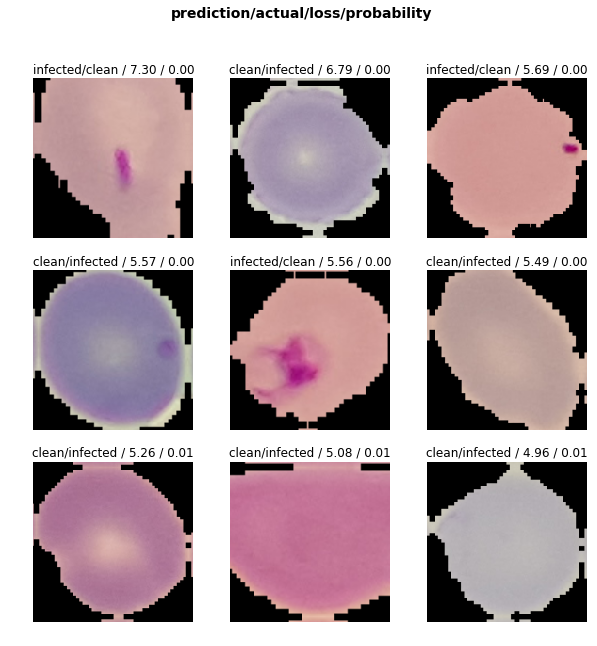 prediction/actual/loss/probability
infected/clean / 7.30 / 0.00
clean/infected / 6.79 / 0.00
infected/clean / 5.69 / 0.00
clean/infected / 5.57 / 0.00
infected/clean / 5.56 / 0.00
clean/infected / 5.49 / 0.00
clean/infected / 5.26 / 0.01
clean/infected / 5.08 / 0.01
clean/infected / 4.96 / 0.01